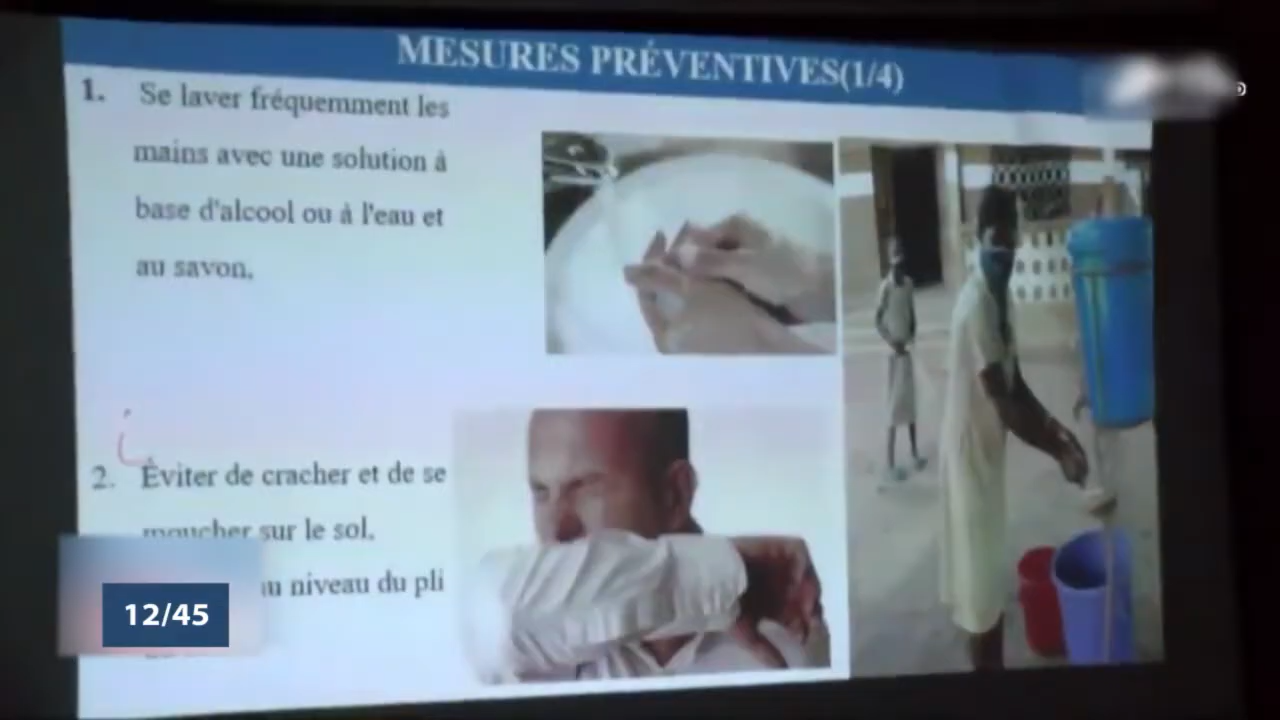 MESURES PRÉVENTIVES(1/4)
1. Se laver fréquemment les
mains avec une solution à
base d'alcool ou à l'eau et
au savon.
2. Éviter de cracher et de se
moucher sur le sol.
au niveau du pli
12/45